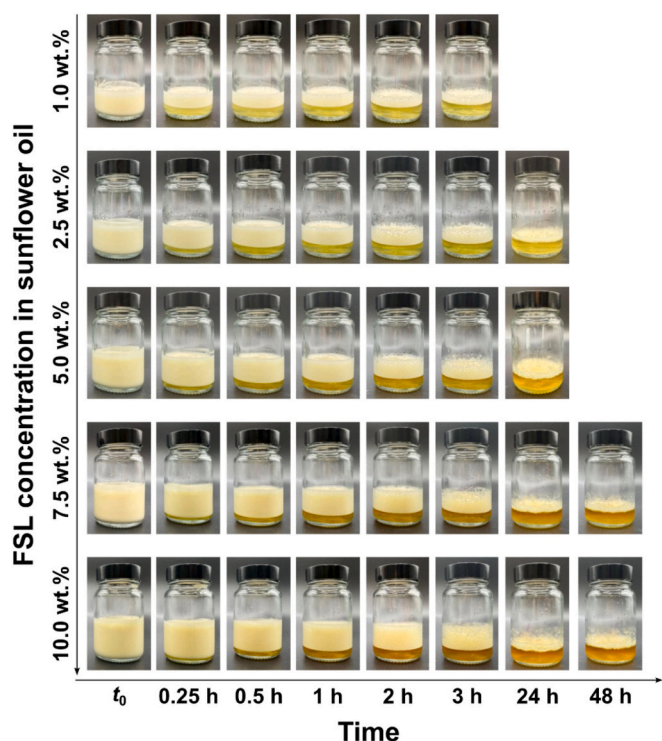 FSL concentration in sunflower oil
1.0 wt.%
2.5 wt.%
5.0 wt.%
7.5 wt.%
10.0 wt.%
t₀ 0.25 h 0.5 h 1 h 2 h 3 h 24 h 48 h
Time